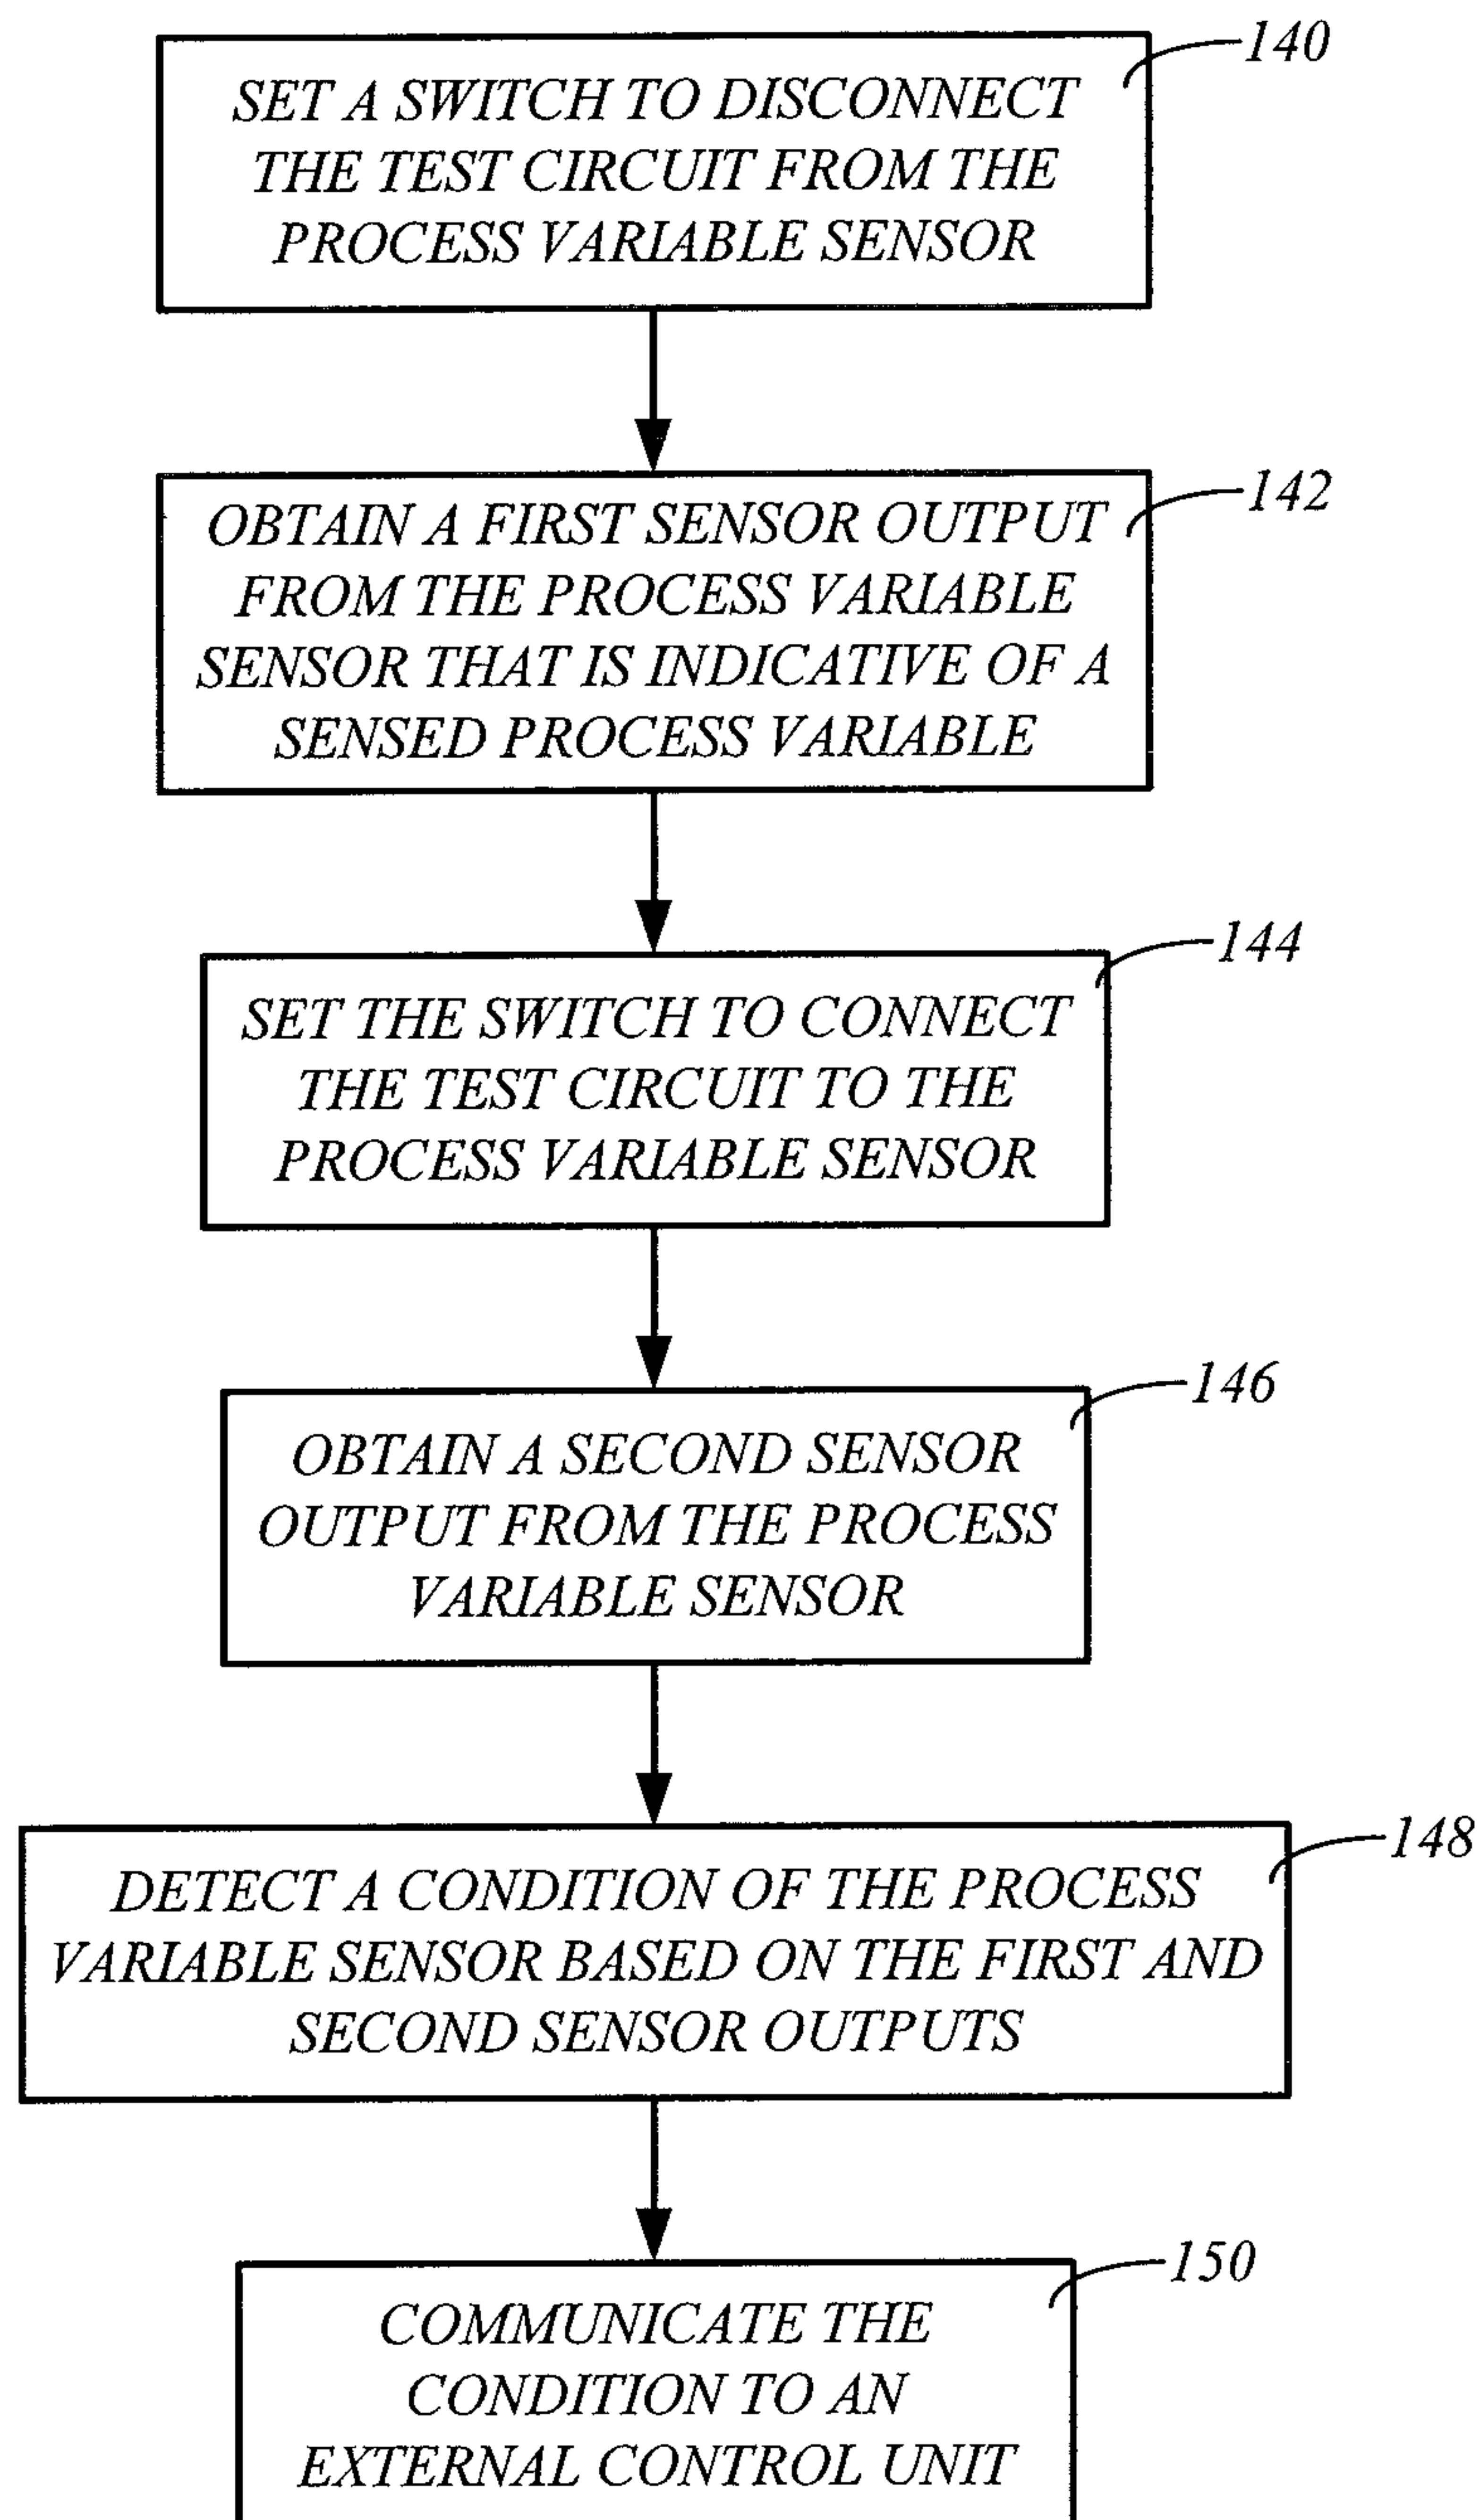 140
SET A SWITCH TO DISCONNECT
THE TEST CIRCUIT FROM THE
PROCESS VARIABLE SENSOR
142
OBTAIN A FIRST SENSOR OUTPUT
FROM THE PROCESS VARIABLE
SENSOR THAT IS INDICATIVE OF A
SENSED PROCESS VARIABLE
144
SET THE SWITCH TO CONNECT
THE TEST CIRCUIT TO THE
PROCESS VARIABLE SENSOR
146
OBTAIN A SECOND SENSOR
OUTPUT FROM THE PROCESS
VARIABLE SENSOR
148
DETECT A CONDITION OF THE PROCESS
VARIABLE SENSOR BASED ON THE FIRST AND
SECOND SENSOR OUTPUTS
150
COMMUNICATE THE
CONDITION TO AN
EXTERNAL CONTROL UNIT